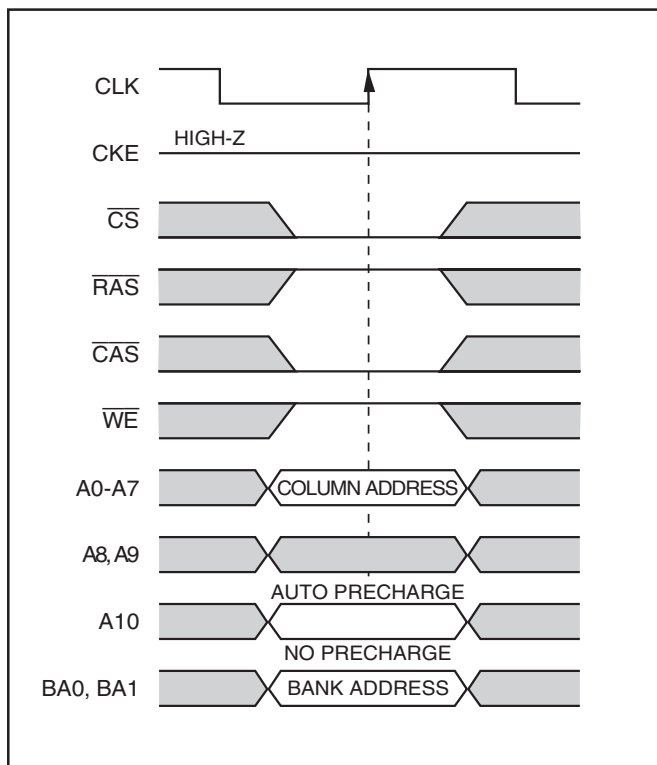 CLK
HIGH-Z
CKE
CS
RAS
CAS
WE
A0-A7 COLUMN ADDRESS
A8, A9
AUTO PRECHARGE
A10
NO PRECHARGE
BA0, BA1 BANK ADDRESS